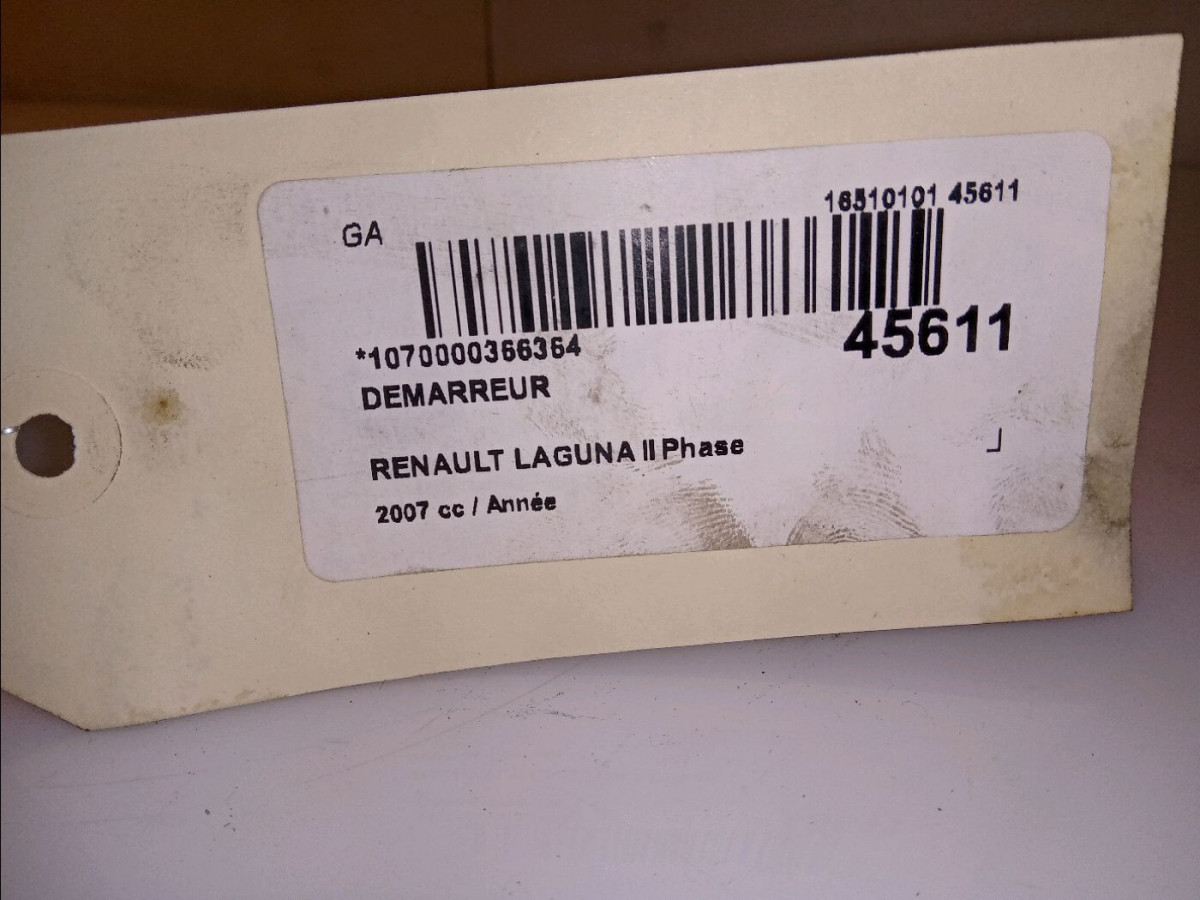 16510101 45611
GA
45611
*1070000366364
DEMARREUR
RENAULT LAGUNA II Phase
2007 cc / Année